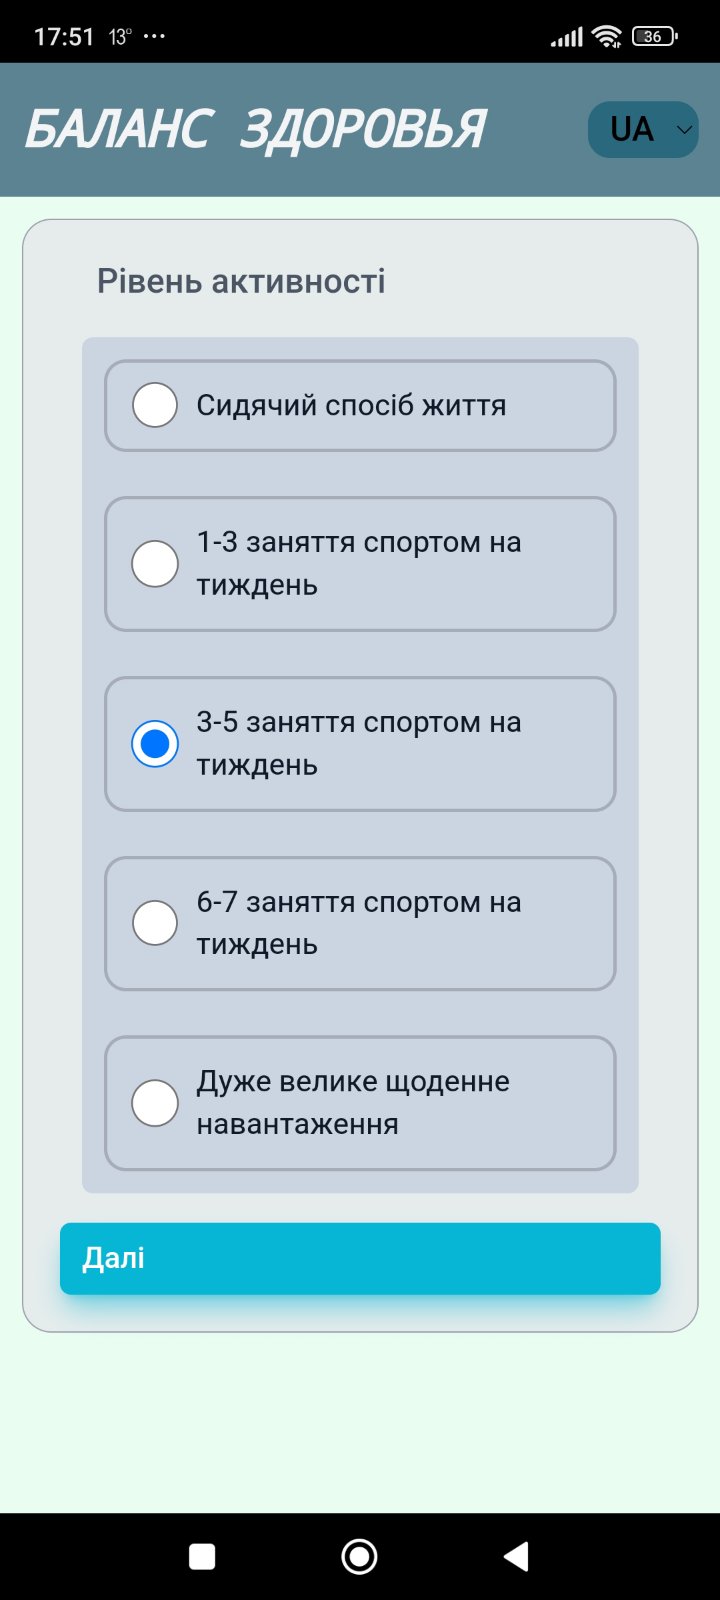 17:51 13° ...
36
БАЛАНС ЗДОРОВЬЯ
UA
Рівень активності
Сидячий спосіб життя
1-3 заняття спортом на
тиждень
3-5 заняття спортом на
тиждень
6-7 заняття спортом на
тиждень
Дуже велике щоденне
навантаження
Далі